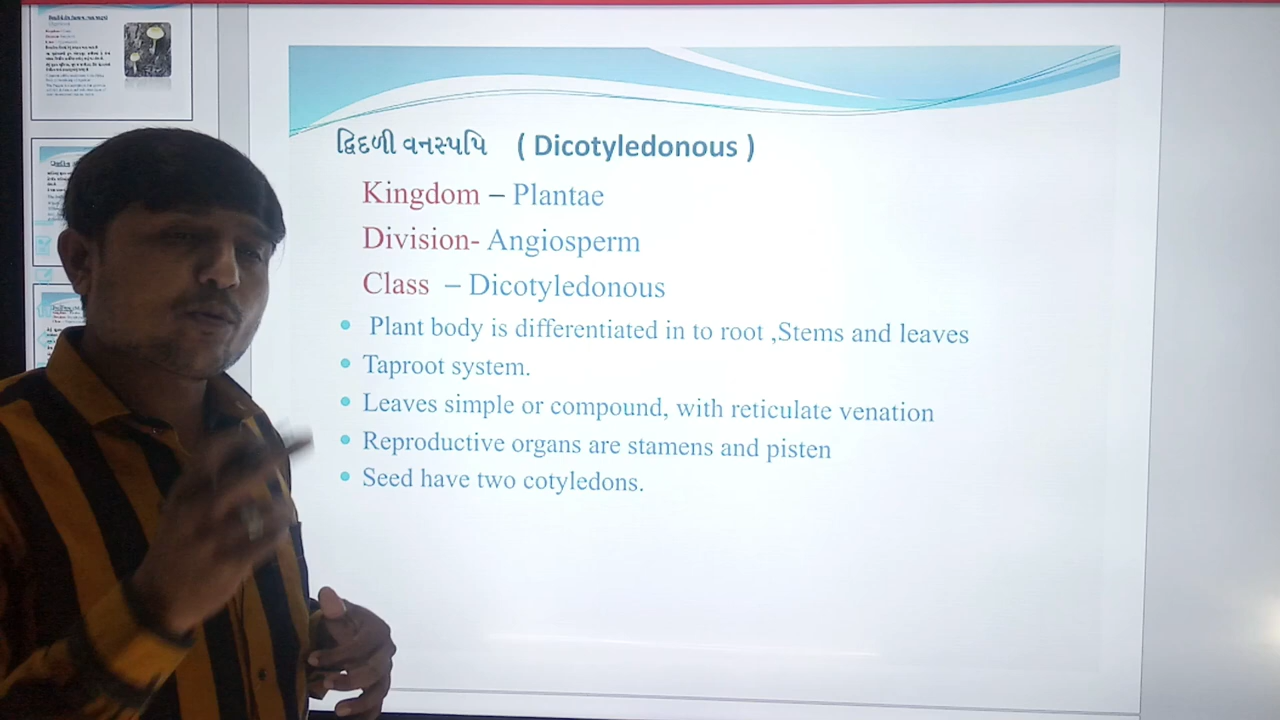 દ્વિદળી વનસ્પપિ ( Dicotyledonous )
Kingdom – Plantae
Division- Angiosperm
Class – Dicotyledonous
Plant body is differentiated in to root ,Stems and leaves
Taproot system.
Leaves simple or compound, with reticulate venation
Reproductive organs are stamens and pisten
Seed have two cotyledons.